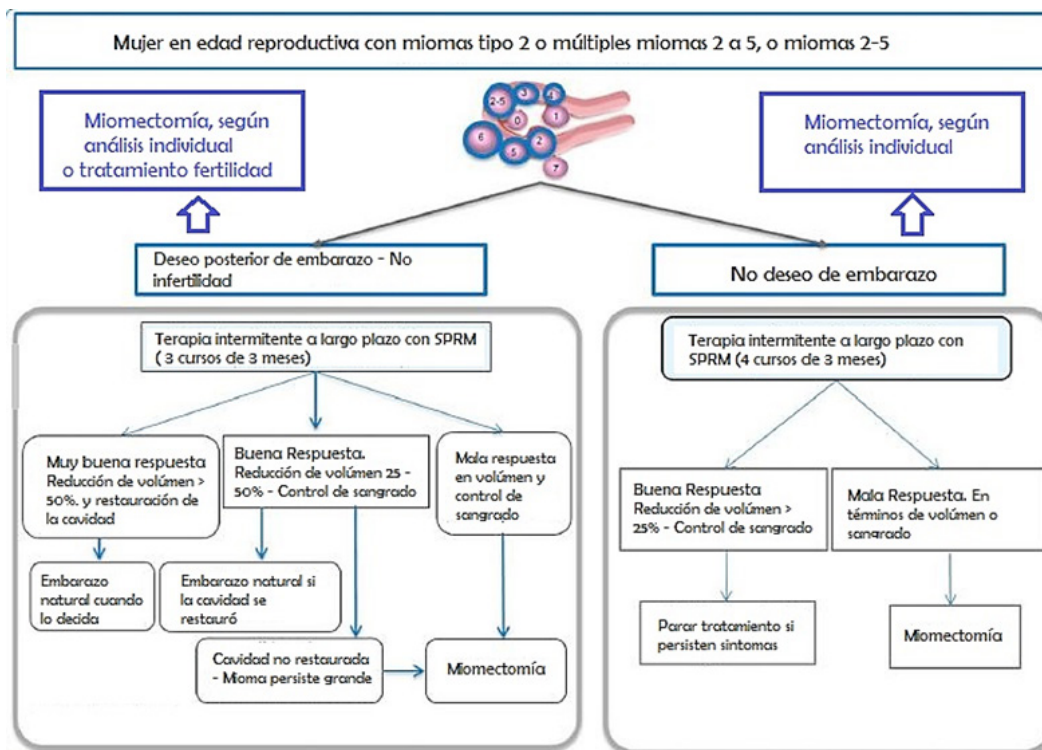 Mujer en edad reproductiva con miomas tipo 2 o múltiples miomas 2 a 5, o miomas 2-5
Miomectomía, según
análisis individual
o tratamiento fertilidad
2-5
3
4
0
1
6
5
2
7
Miomectomía, según
análisis individual
Deseo posterior de embarazo - No
infertilidad
No deseo de embarazo
Terapia intermitente a largo plazo con SPRM
( 3 cursos de 3 meses)
Muy buena respuesta
Reducción de volúmen >
50%. y restauración de
la cavidad
Buena Respuesta.
Reducción de volúmen 25 -
50% - Control de sangrado
Mala respuesta
en volúmen y
control de
sangrado
Embarazo
natural cuando
lo decida
Embarazo natural si
la cavidad se
restauró
Cavidad no restaurada
- Mioma persiste grande
Miomectomía
Terapia intermitente a largo plazo con
SPRM (4 cursos de 3 meses)
Buena Respuesta
Reducción de volúmen >
25% - Control de sangrado
Mala Respuesta. En
términos de volúmen o
sangrado
Parar tratamiento si
persisten sintomas
Miomectomía